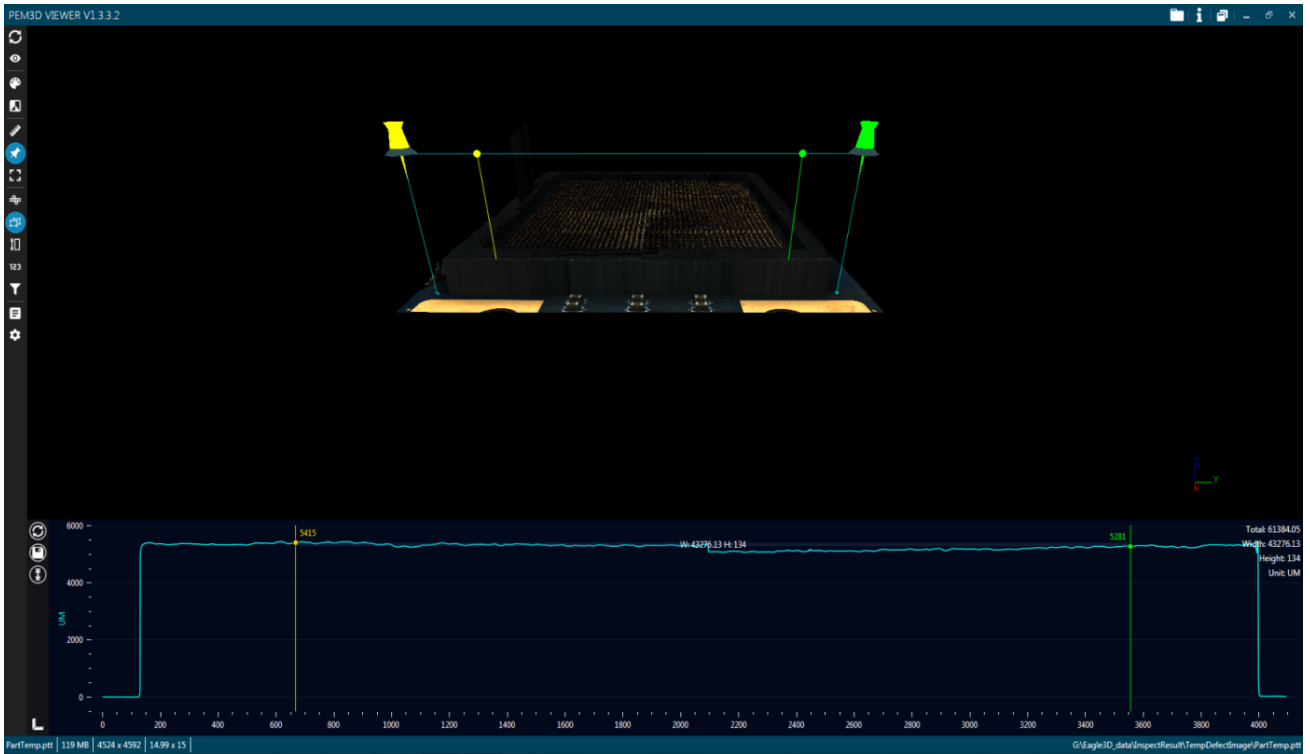 PEM3D VIEWER V1.3.3.2
123
6000
4000
2000
0
UM
5415
W: 43276.13 H: 134
5281
Total: 61384.05
Width: 43276.13
Height: 134
Unit: UM
0 200 400 600 800 1000 1200 1400 1600 1800 2000 2200 2400 2600 2800 3000 3200 3400 3600 3800 4000
Z
Y
PartTemp.ptt 119 MB 4524 x 4592 14.99 x 15 G:\Eagle3D_data\InspectResult\TempDefectImage\PartTemp.ptt